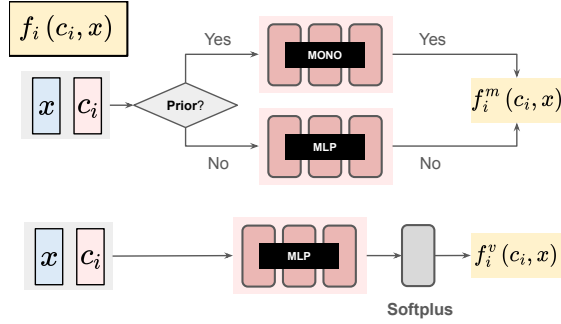 f_i (c_i, x)
Yes
MONO
Yes
x
c_i
Prior?
f_i^m (c_i, x)
MLP
No
No
x
c_i
MLP
f_i^v (c_i, x)
Softplus